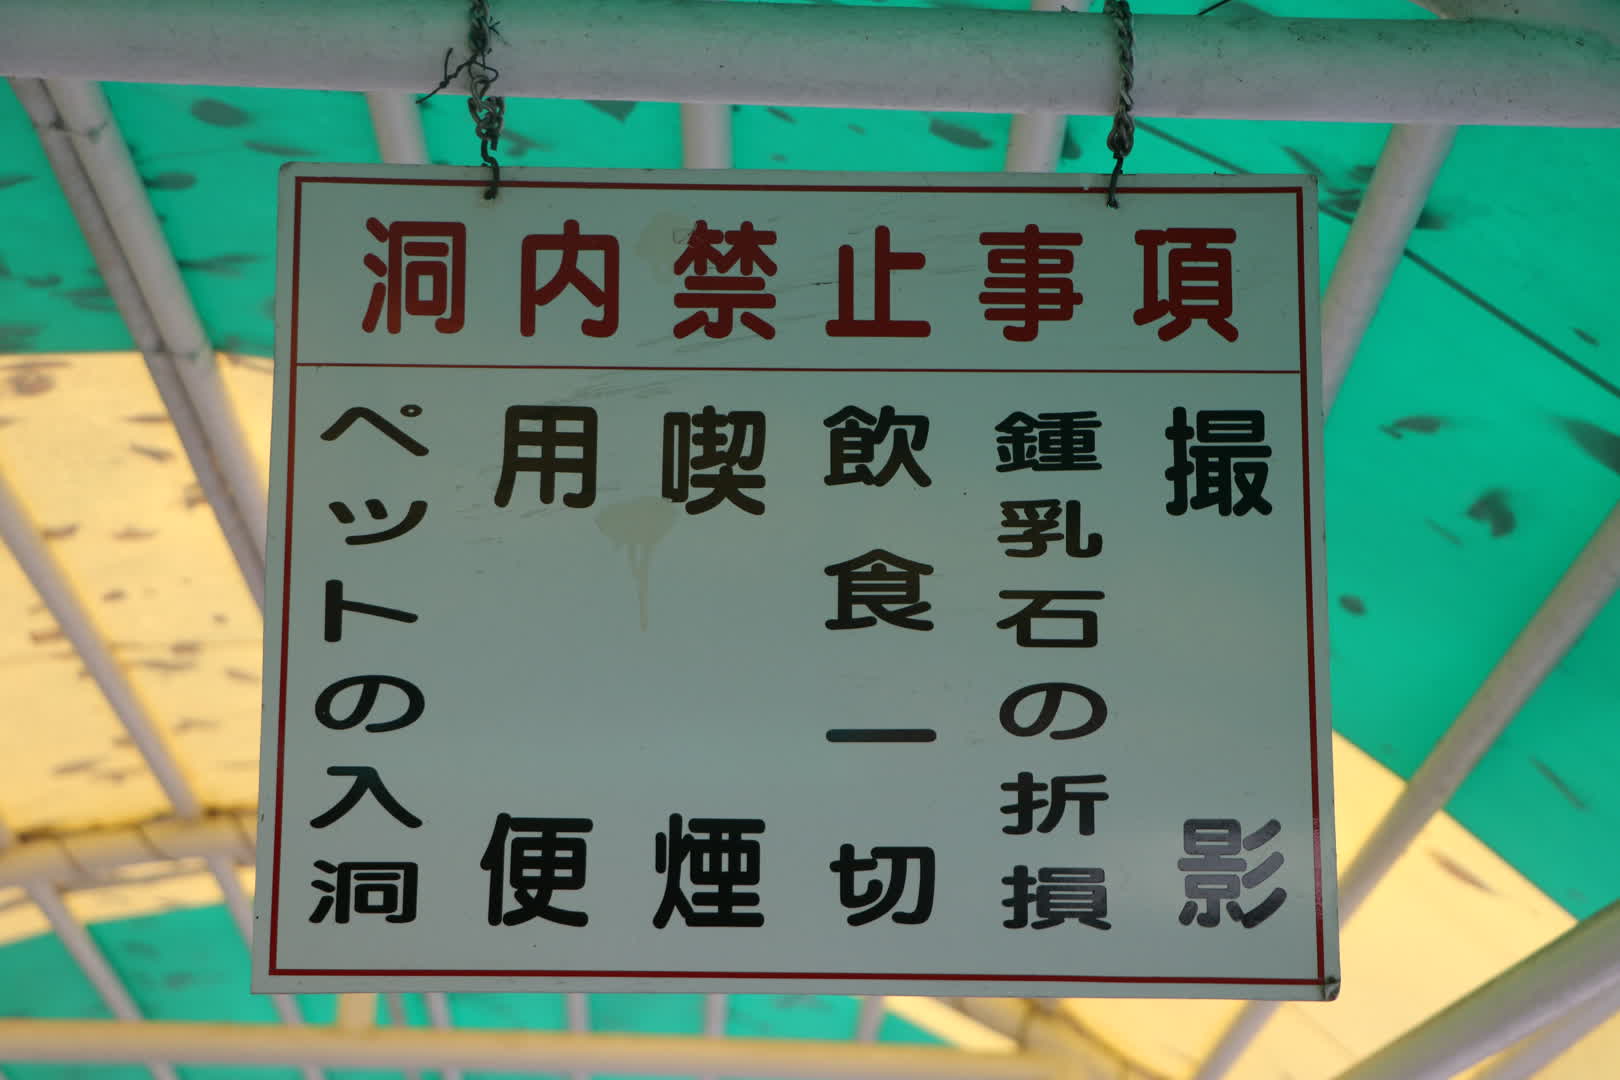 洞内禁止事項
撮影
鍾乳石の折損
飲食一切
喫煙
用便
ペットの入洞